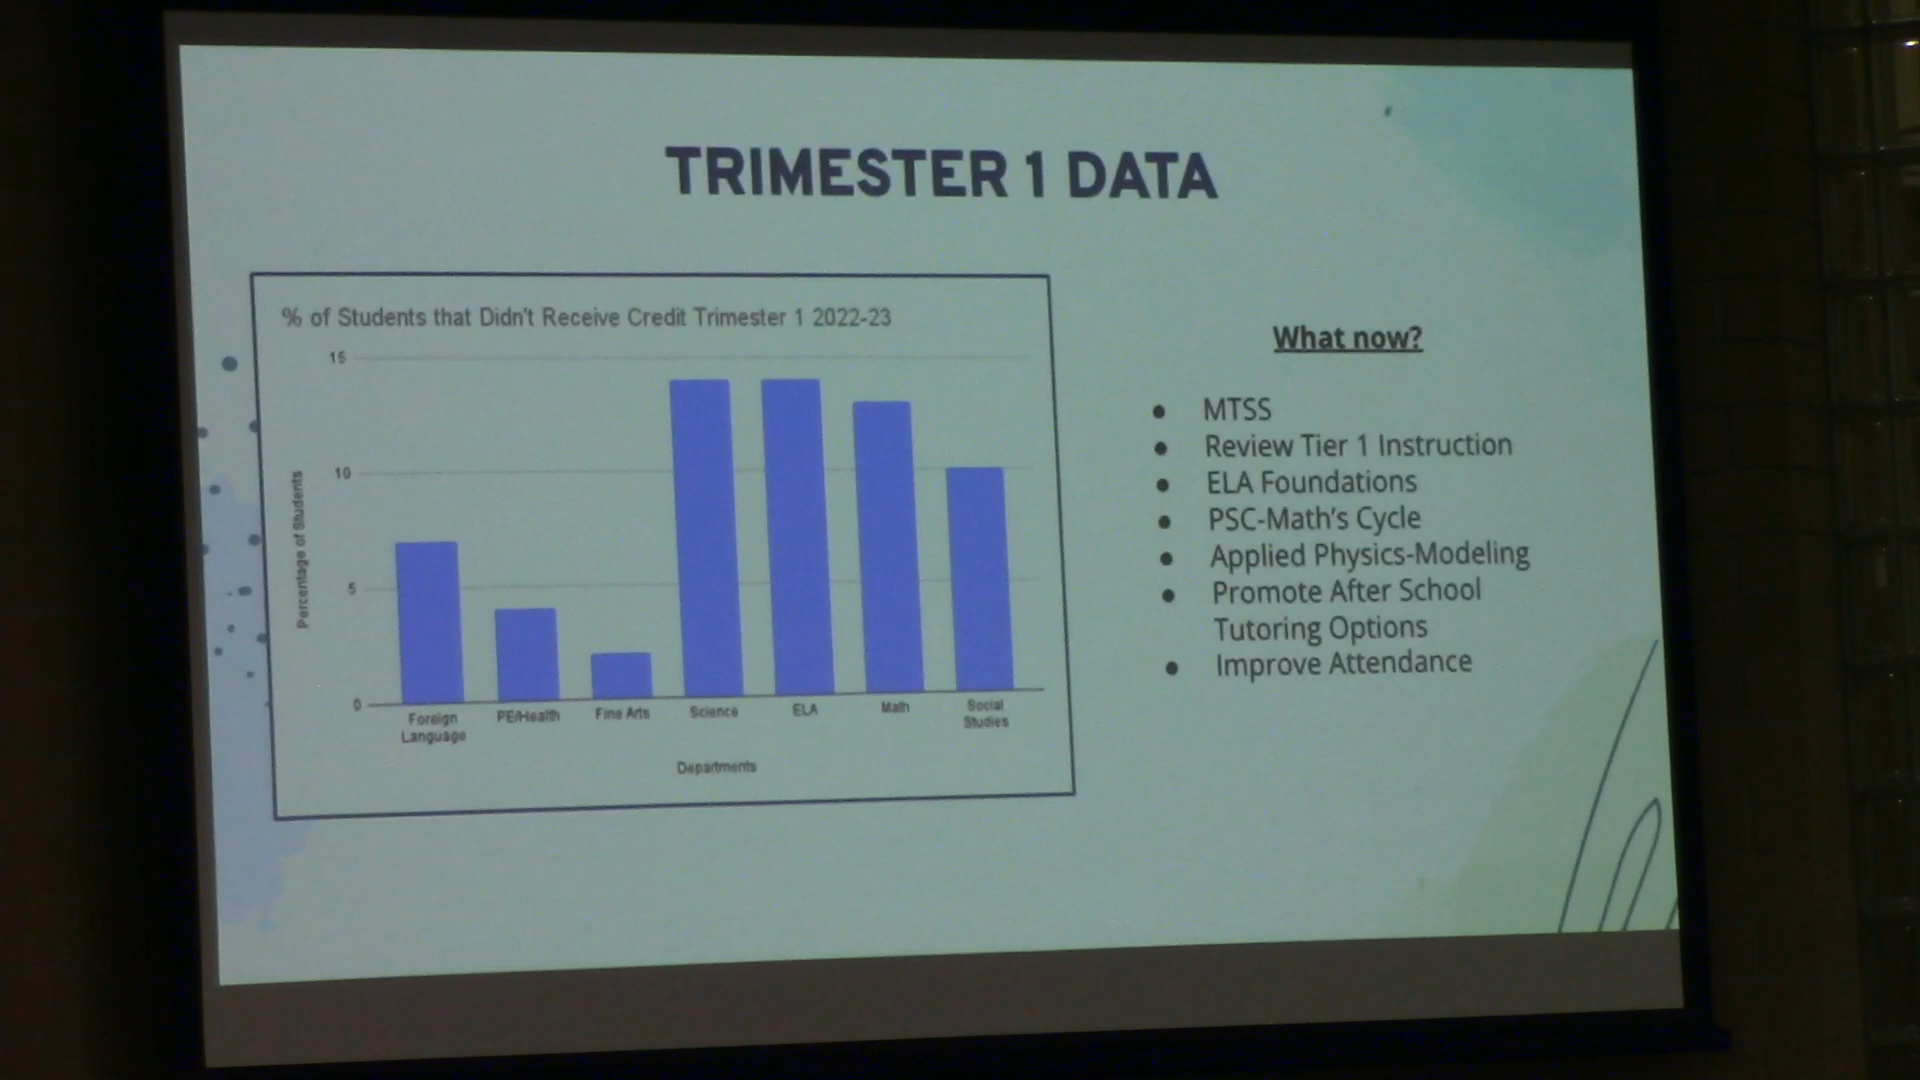 TRIMESTER 1 DATA
% of Students that Didn't Receive Credit Trimester 1 2022-23
15
10
5
0
Percentage of Students
Foreign
Language
PE/Health
Fine Arts
Science
ELA
Math
Social
Studies
Departments
What now?
● MTSS
● Review Tier 1 Instruction
● ELA Foundations
● PSC-Math's Cycle
● Applied Physics-Modeling
● Promote After School
Tutoring Options
● Improve Attendance